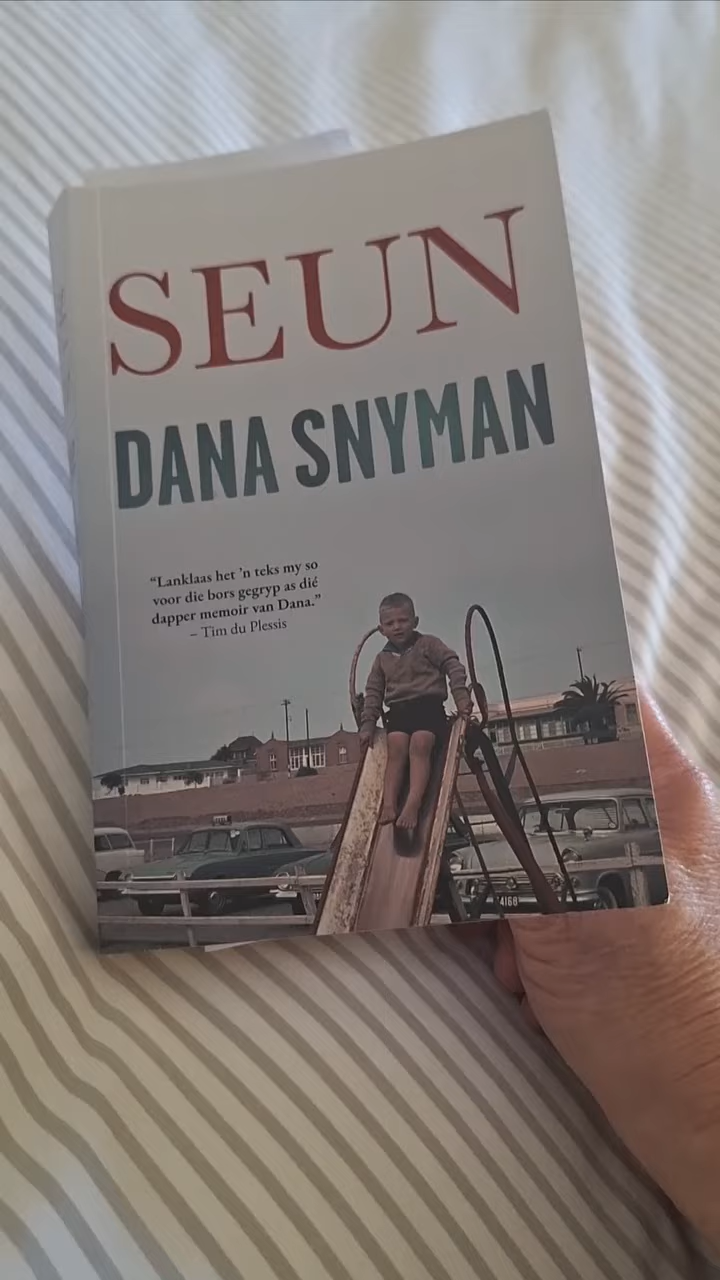 SEUN
DANA SNYMAN
“Lanklaas het ’n teks my so
voor die bors gegryp as dié
dapper memoir van Dana.”
– Tim du Plessis
4168